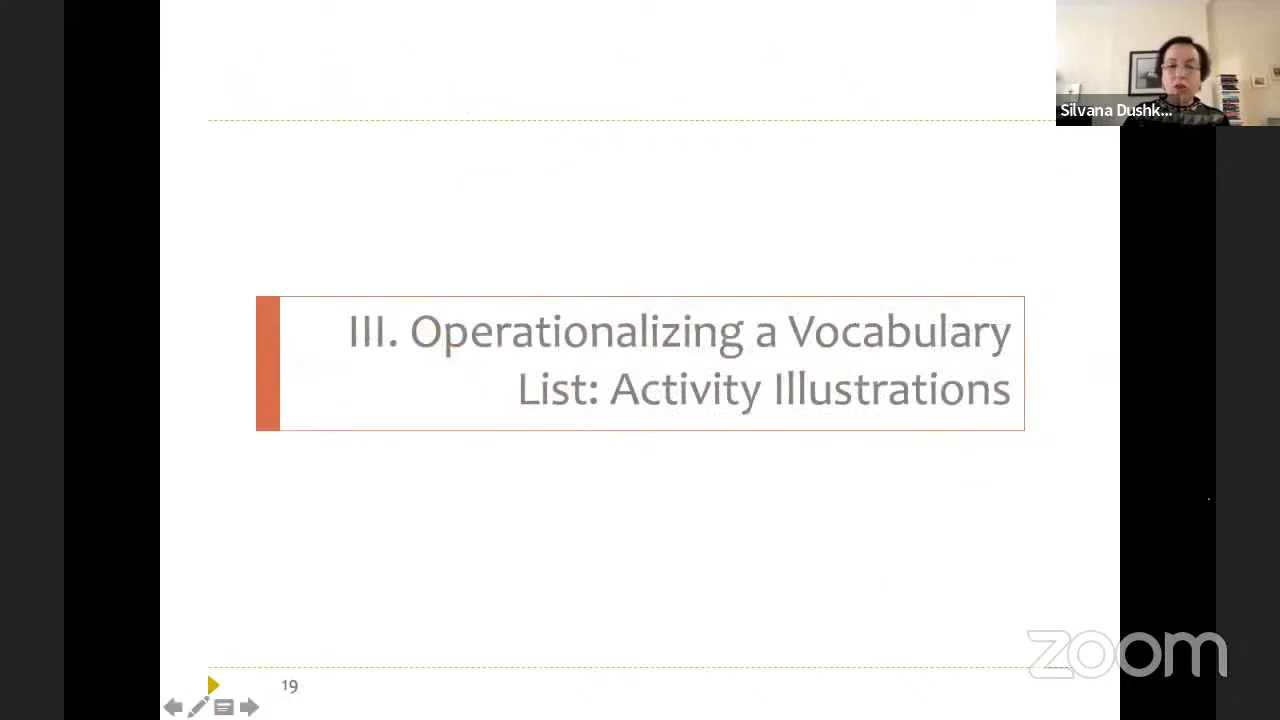 Silvana Dushk...
III. Operationalizing a Vocabulary
List: Activity Illustrations
zoom
19